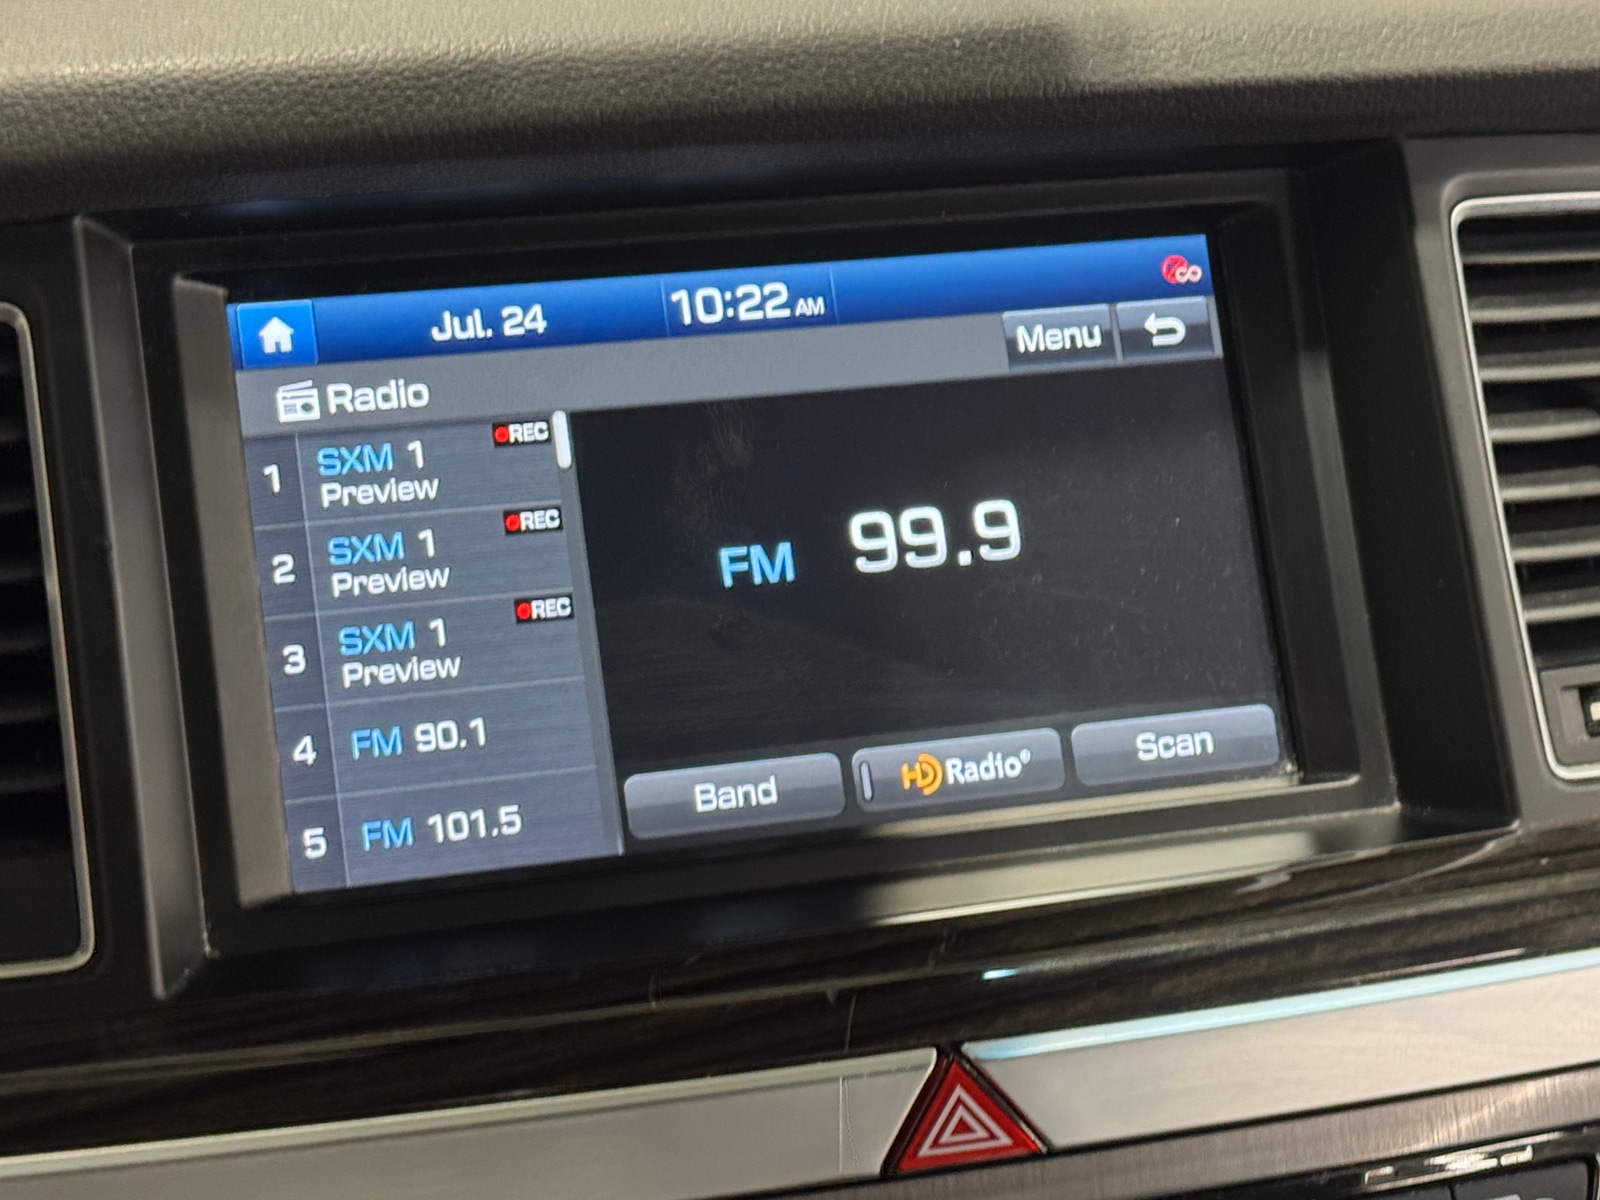 Jul. 24
10:22 AM
Menu
Radio
1
SXM 1
REC
Preview
2
SXM 1
REC
Preview
3
SXM 1
REC
Preview
4
FM 90.1
5
FM 101.5
FM 99.9
Band
HD Radio®
Scan